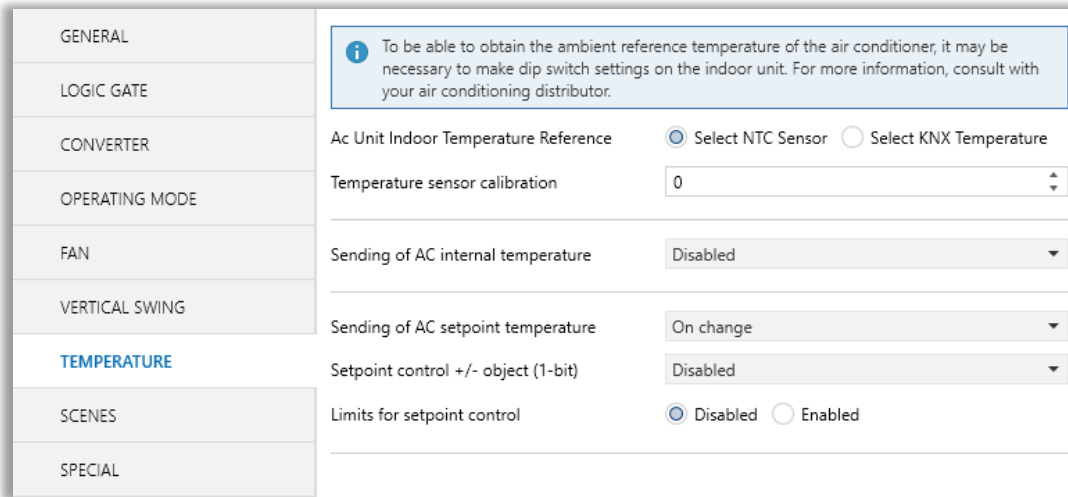 GENERAL
LOGIC GATE
CONVERTER
OPERATING MODE
FAN
VERTICAL SWING
TEMPERATURE
SCENES
SPECIAL
To be able to obtain the ambient reference temperature of the air conditioner, it may be
necessary to make dip switch settings on the indoor unit. For more information, consult with
your air conditioning distributor.
Ac Unit Indoor Temperature Reference Select NTC Sensor Select KNX Temperature
Temperature sensor calibration 0
Sending of AC internal temperature Disabled
Sending of AC setpoint temperature On change
Setpoint control +/- object (1-bit) Disabled
Limits for setpoint control Disabled Enabled